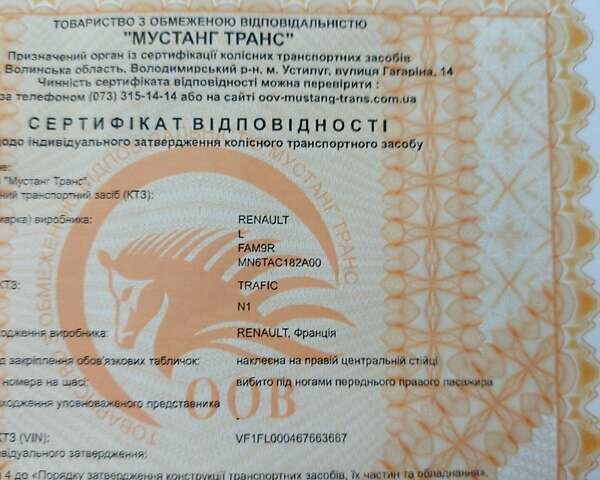 ТОВАРИСТВО З ОБМЕЖЕНОЮ ВІДПОВІДАЛЬНІСТЮ
"МУСТАНГ ТРАНС"
Призначений орган із сертифікації колісних транспортних засобів
Волинська область, Володимирський р-н, м. Устилуг, вулиця Гагаріна, 14
Чинність сертифіката відповідності можна перевірити :
за телефоном (073) 315-14-14 або на сайті oov-mustang-trans.com.ua
СЕРТИФІКАТ ВІДПОВІДНОСТІ
щодо індивідуального затвердження колісного транспортного засобу
"Мустанг Транс",
транспортний засіб (КТЗ):
виробника: RENAULT
L
FAM9R
MN6TAC182A00
КТЗ: TRAFIC
N1
виробника: RENAULT, Франція
закріплення обов'язкових табличок: наклеєна на правій центральній стійці
номера на шасі: вибито під ногами переднього правого пасажира
уповноваженого представника
-
КТЗ (VIN): VF1FL000467663667
індивідуального затвердження:
4 до «Порядку затвердження конструкції транспортних засобів, їх частин та обладнання»,
МУСТАНГ ТРАНС
ООВ